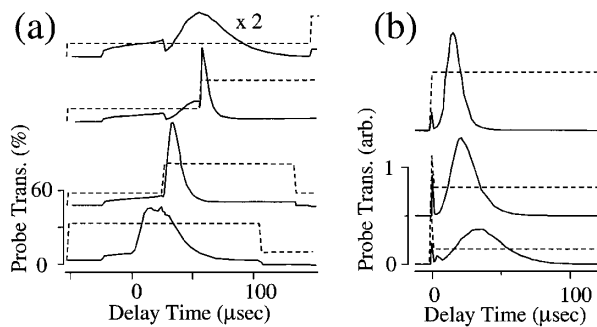 (a)
x 2
Probe Trans. (%)
60
0
0
100
Delay Time (μsec)
(b)
Probe Trans. (arb.)
1
0
0
100
Delay Time (μsec)